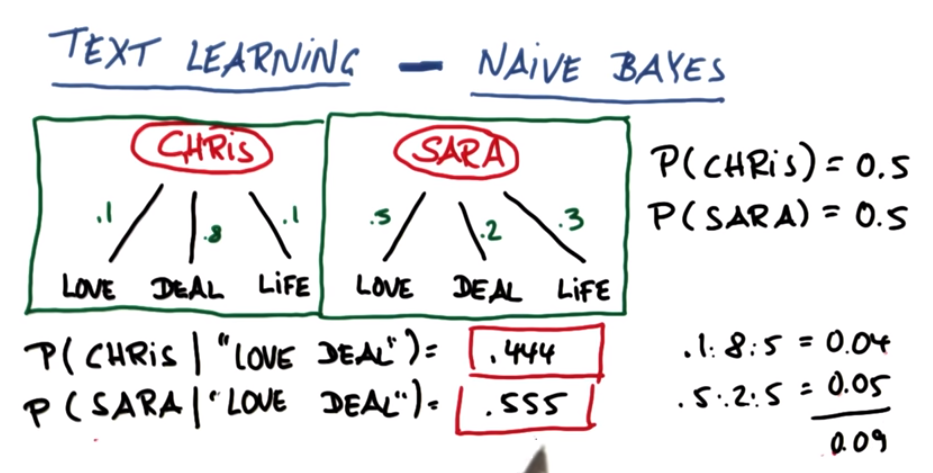 TEXT LEARNING — NAIVE BAYES
CHRIS
.1 .8 .1
LOVE DEAL LIFE
SARA
.5 .2 .3
LOVE DEAL LIFE
P(CHRIS) = 0.5
P(SARA) = 0.5
P(CHRIS | "LOVE DEAL") = .444
P(SARA | "LOVE DEAL") = .555
.1.·8.·5 = 0.04
.5.·2.·5 = 0.05
0.09